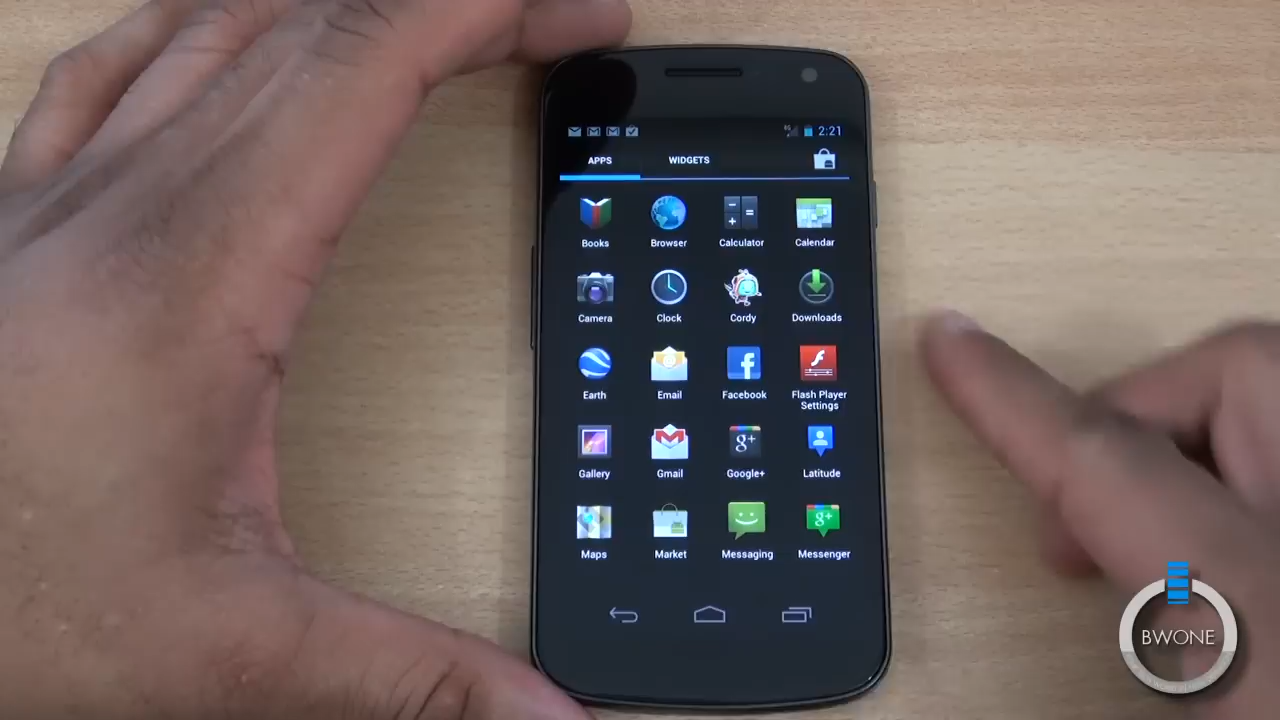 2:21
APPS WIDGETS
Books Browser Calculator Calendar
Camera Clock Cordy Downloads
Earth Email Facebook Flash Player
Settings
Gallery Gmail Google+ Latitude
Maps Market Messaging Messenger
BWONE